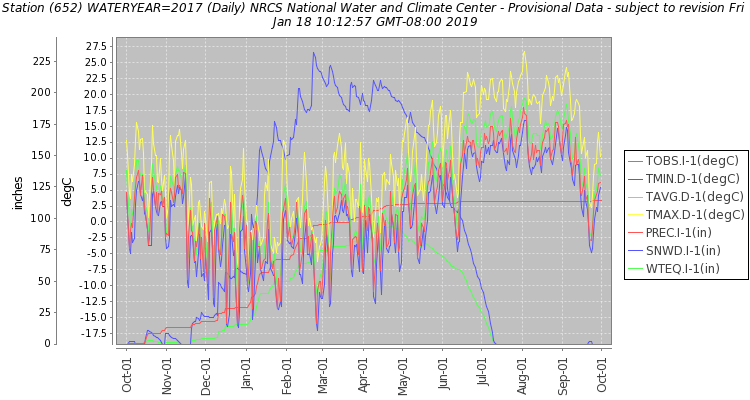 Station (652) WATERYEAR=2017 (Daily) NRCS National Water and Climate Center - Provisional Data - subject to revision Fri
Jan 18 10:12:57 GMT-08:00 2019
inches
225
200
175
150
125
100
75
50
25
0
degC
27.5
25.0
22.5
20.0
17.5
15.0
12.5
10.0
7.5
5.0
2.5
0.0
-2.5
-5.0
-7.5
-10.0
-12.5
-15.0
-17.5
Oct-01
Nov-01
Dec-01
Jan-01
Feb-01
Mar-01
Apr-01
May-01
Jun-01
Jul-01
Aug-01
Sep-01
Oct-01
TOBS.I-1(degC)
TMIN.D-1(degC)
TAVG.D-1(degC)
TMAX.D-1(degC)
PREC.I-1(in)
SNWD.I-1(in)
WTEQ.I-1(in)